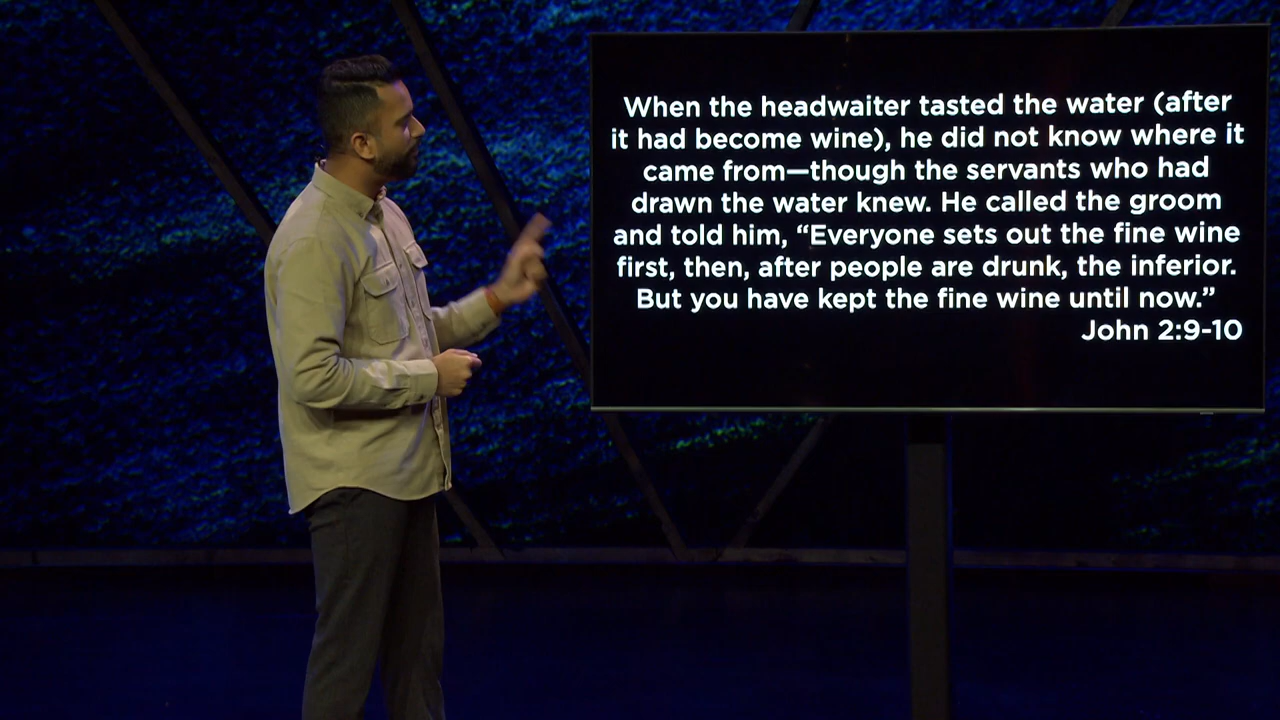 When the headwaiter tasted the water (after
it had become wine), he did not know where it
came from—though the servants who had
drawn the water knew. He called the groom
and told him, “Everyone sets out the fine wine
first, then, after people are drunk, the inferior.
But you have kept the fine wine until now.”
John 2:9-10